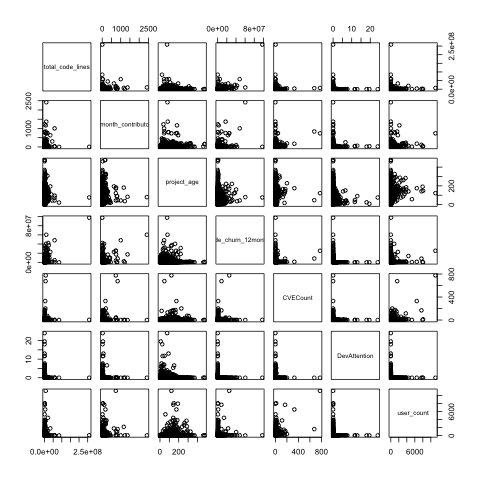 0 1000 2500
0e+00 8e+07
0 10 20
total_code_lines
0.0e+00 2.5e+08
0 1000 2500
month_contributo
project_age
0 200
0e+00 8e+07
de_churn_12mon
CVECount
0 400 800
0 10 20
DevAttention
user_count
0 6000
0.0e+00 2.5e+08
0 200
0 400 800
0 6000